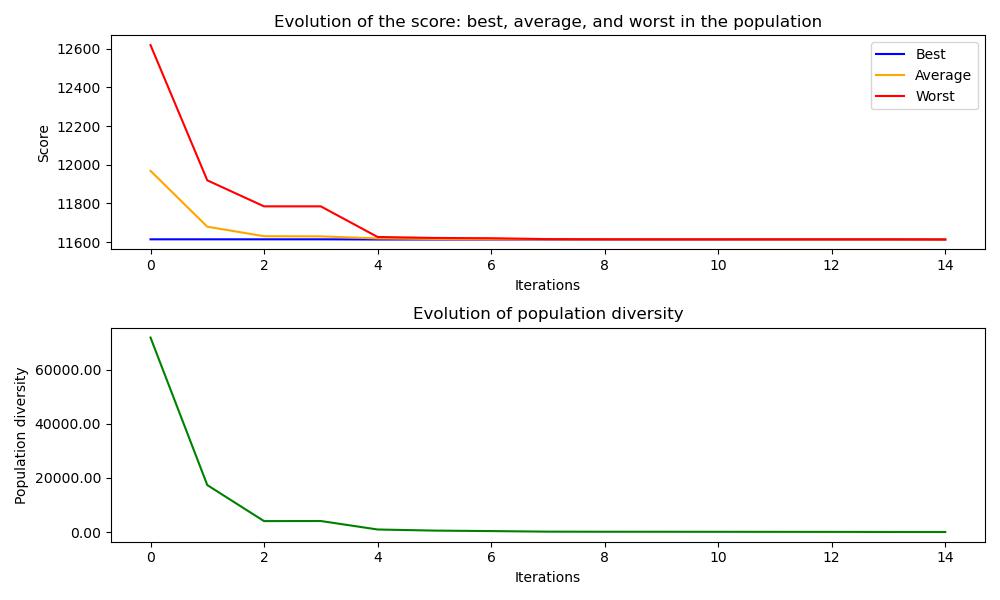 Evolution of the score: best, average, and worst in the population
12600
12400
12200
12000
11800
11600
Score
Best
Average
Worst
0 2 4 6 8 10 12 14
Iterations
Evolution of population diversity
60000.00
40000.00
20000.00
0.00
Population diversity
0 2 4 6 8 10 12 14
Iterations